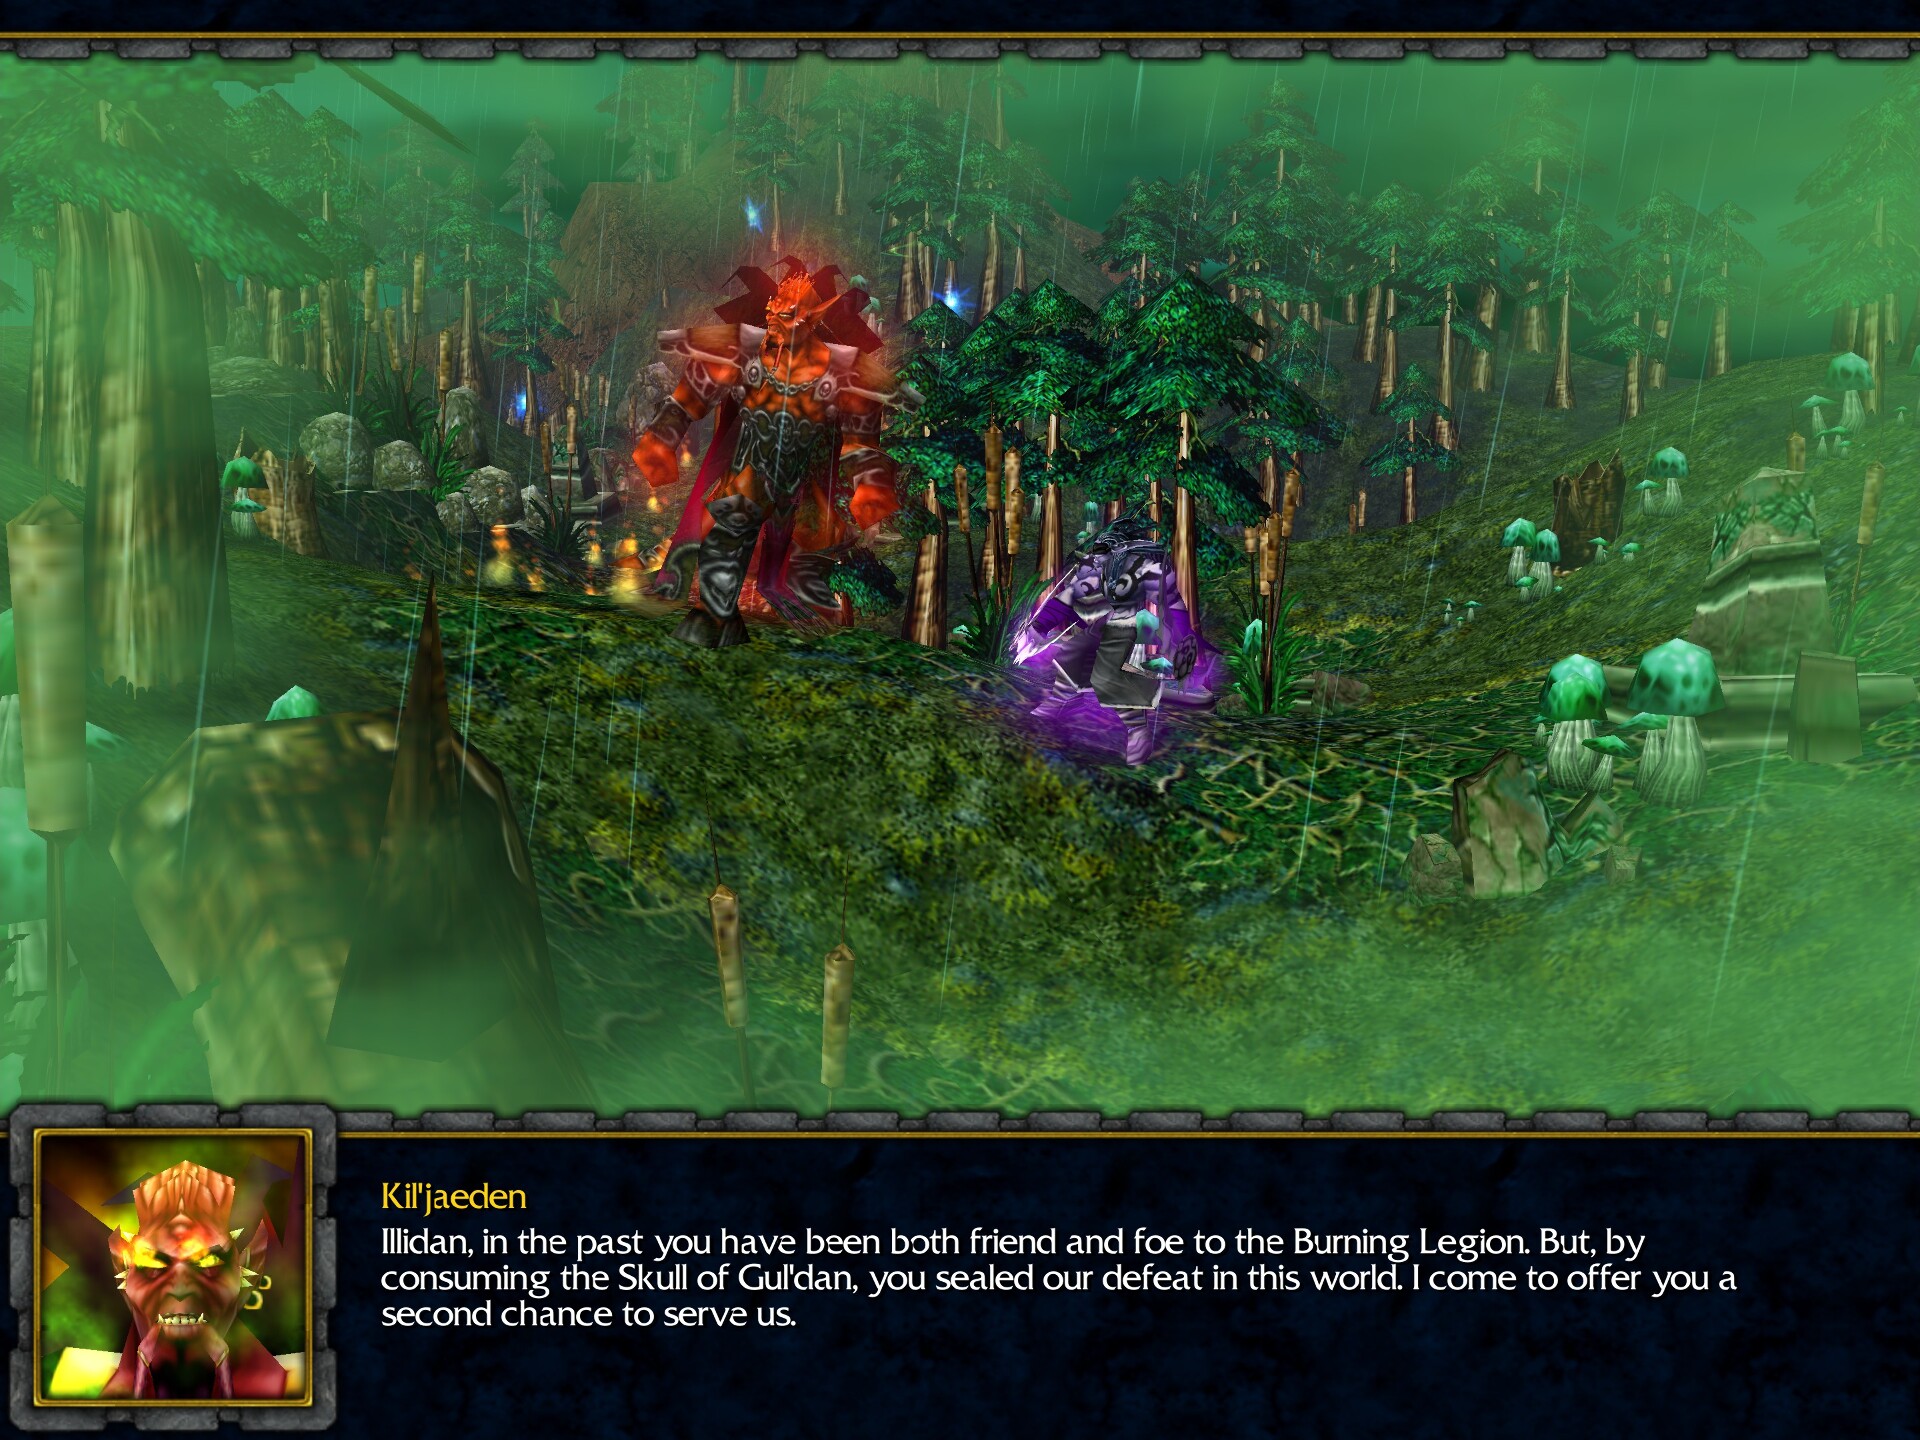 Kil'jaeden
Illidan, in the past you have been both friend and foe to the Burning Legion. But, by
consuming the Skull of Gul'dan, you sealed our defeat in this world. I come to offer you a
second chance to serve us.